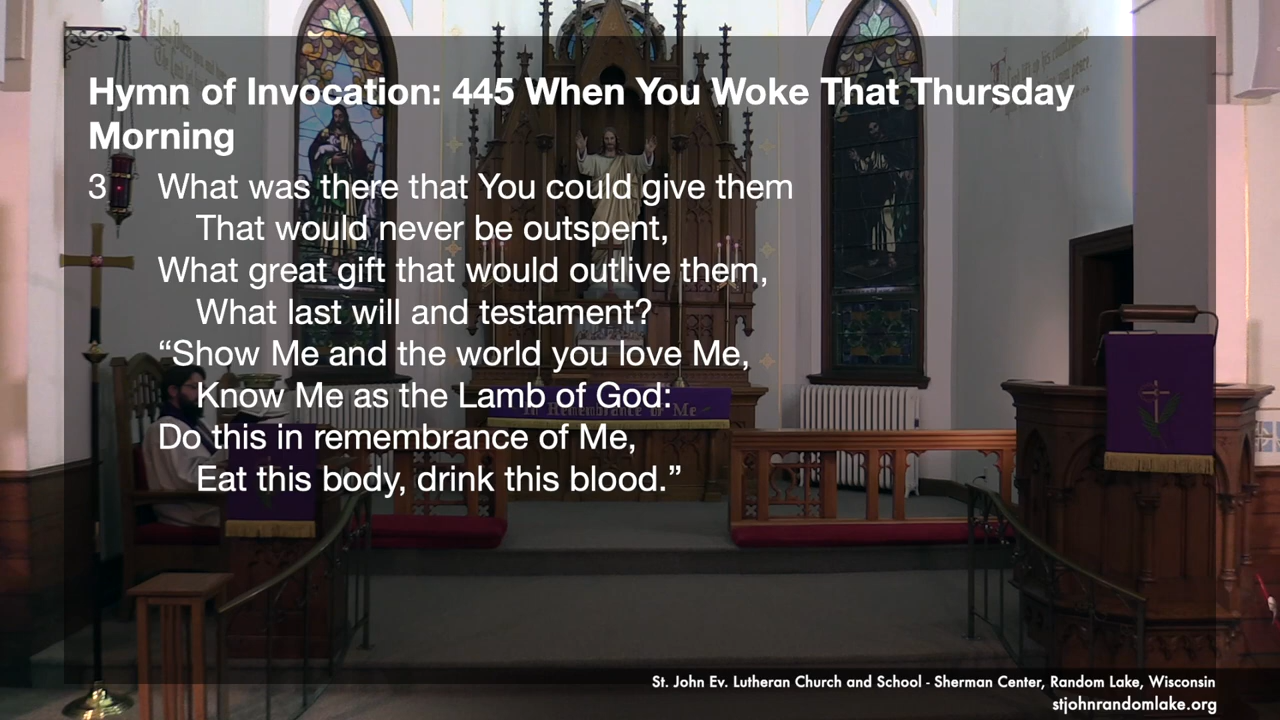 Hymn of Invocation: 445 When You Woke That Thursday
Morning
3 What was there that You could give them
That would never be outspent,
What great gift that would outlive them,
What last will and testament?
“Show Me and the world you love Me,
Know Me as the Lamb of God:
Do this in remembrance of Me,
Eat this body, drink this blood.”
In Remembrance of Me
St. John Ev. Lutheran Church and School - Sherman Center, Random Lake, Wisconsin
stjohnrandomlake.org